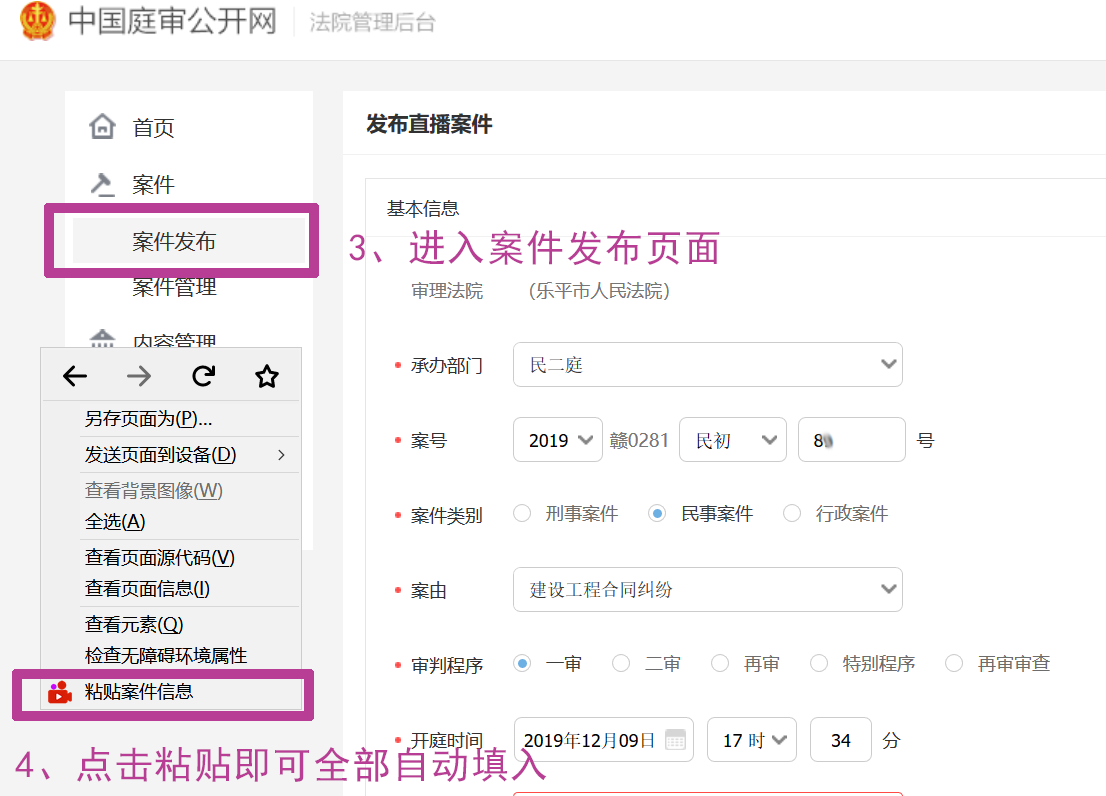 中国庭审公开网 法院管理后台
首页
案件
案件发布
案件管理
内容管理
发布直播案件
基本信息
3、进入案件发布页面
审理法院 (乐平市人民法院)
承办部门 民二庭
案号 2019 赣0281 民初 8 号
案件类别 刑事案件 民事案件 行政案件
案由 建设工程合同纠纷
审判程序 一审 二审 再审 特别程序 再审审查
开庭时间 2019年12月09日 17 时 34 分
另存页面为(P)...
发送页面到设备(D)
查看背景图像(W)
全选(A)
查看页面源代码(V)
查看页面信息(I)
查看元素(Q)
检查无障碍环境属性
粘贴案件信息
4、点击粘贴即可全部自动填入